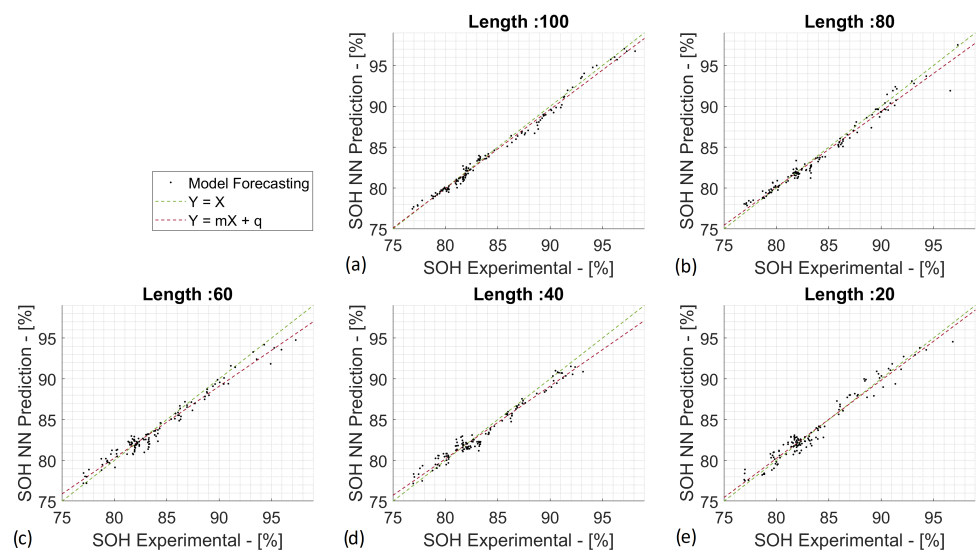 Length :100
SOH NN Prediction - [%]
95
90
85
80
75
75 80 85 90 95
(a) SOH Experimental - [%]
Length :80
SOH NN Prediction - [%]
95
90
85
80
75
75 80 85 90 95
(b) SOH Experimental - [%]
Model Forecasting
Y = X
Y = mX + q
Length :60
SOH NN Prediction - [%]
95
90
85
80
75
75 80 85 90 95
(c) SOH Experimental - [%]
Length :40
SOH NN Prediction - [%]
95
90
85
80
75
75 80 85 90 95
(d) SOH Experimental - [%]
Length :20
SOH NN Prediction - [%]
95
90
85
80
75
75 80 85 90 95
(e) SOH Experimental - [%]